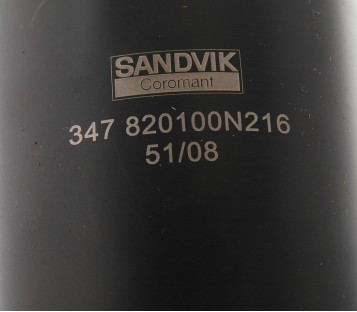 SANDVIK
Coromant
347 820100N216
51/08